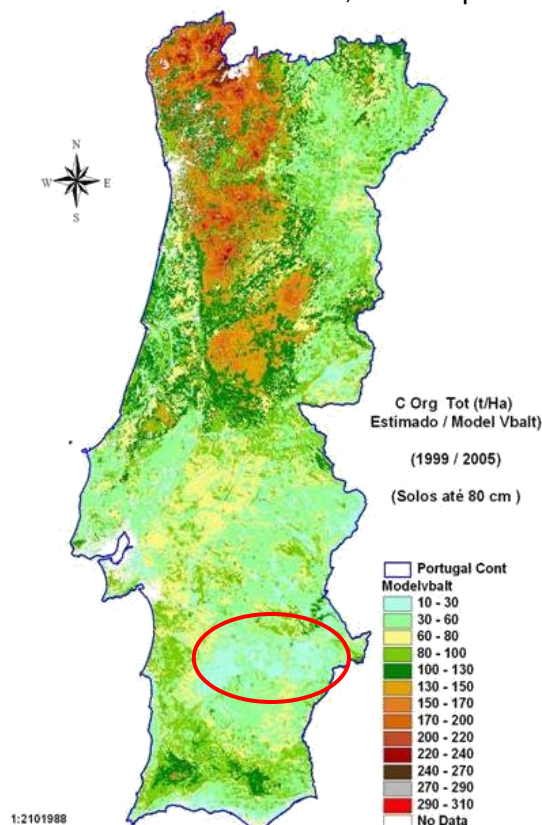 N
W E
S
C Org Tot (t/Ha)
Estimado / Model Vbalt)
(1999 / 2005)
(Solos até 80 cm )
Portugal Cont
Modelvbalt
10 - 30
30 - 60
60 - 80
80 - 100
100 - 130
130 - 150
150 - 170
170 - 200
200 - 220
220 - 240
240 - 270
270 - 290
290 - 310
No Data
1:2101988